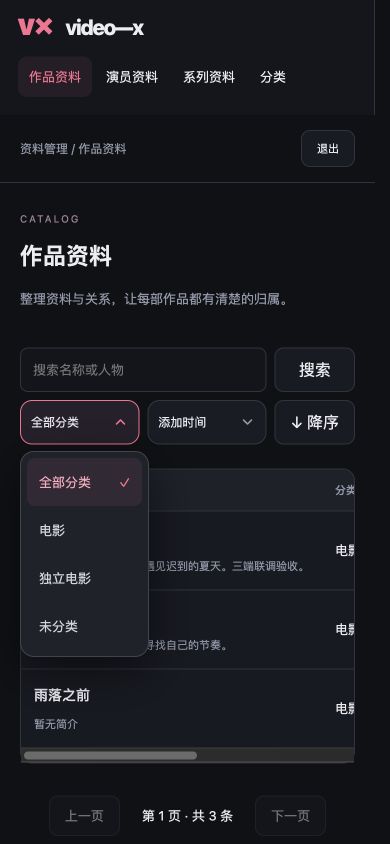 VX video—x
作品资料 演员资料 系列资料 分类
资料管理 / 作品资料 退出
CATALOG
作品资料
整理资料与关系，让每部作品都有清楚的归属。
搜索名称或人物 搜索
全部分类 添加时间 ↓ 降序
全部分类 ✓
电影
独立电影
未分类
分类
电影
遇见迟到的夏天。三端联调验收。
电影
寻找自己的节奏。
雨落之前
电影
暂无简介
上一页 第 1 页 · 共 3 条 下一页